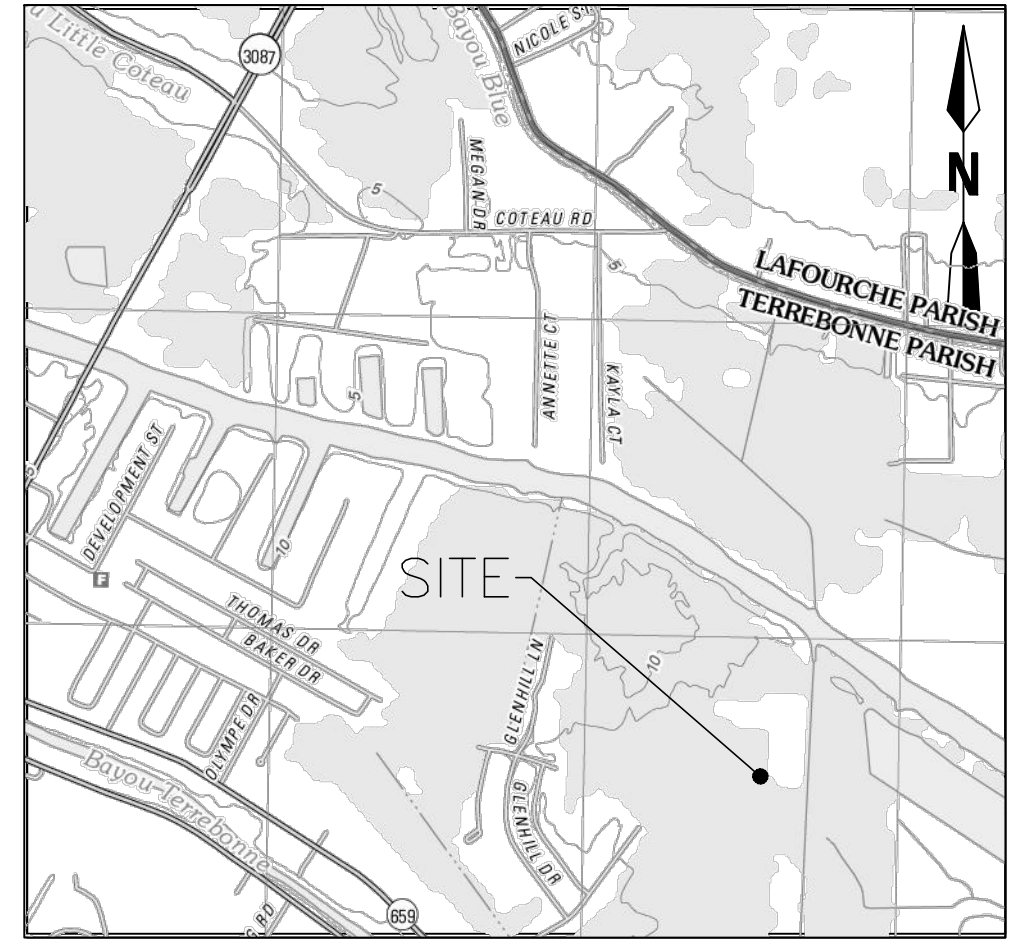 u Little Coteau
3087
Bayou Blue
NICOLE ST
N
MEGAN DR
5
COTEAU RD
5
LAFOURCHE PARISH
TERREBONNE PARISH
ANNETTE CT
KAYLA CT
5
DEVELOPMENT ST
10
F
SITE
THOMAS DR
BAKER DR
10
GLENHILL LN
OLYMPE DR
Bayou Terrebonne
GLENHILL DR
659
G RD